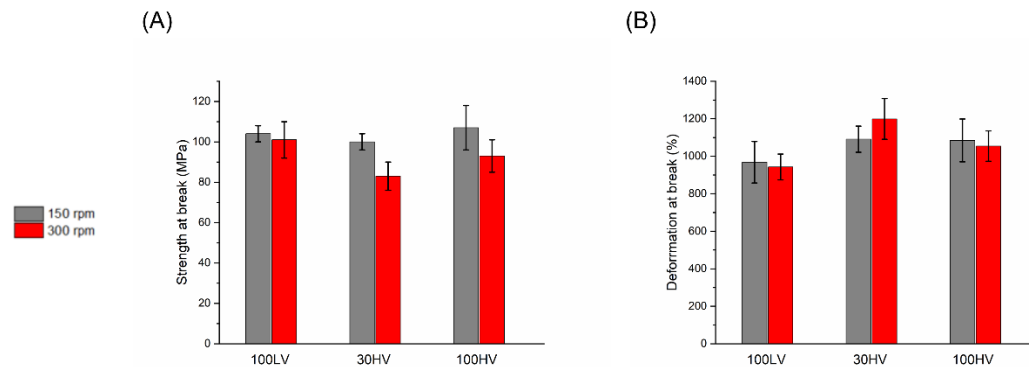 (A)
(B)
150 rpm
300 rpm
Strength at break (MPa)
120
100
80
60
40
20
0
100LV
30HV
100HV
Deforrmation at break (%)
1400
1200
1000
800
600
400
200
0
100LV
30HV
100HV